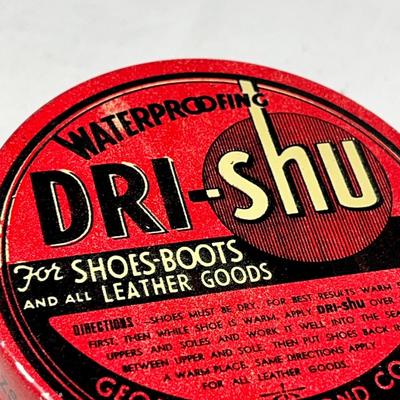 WATERPROOFING
DRI-shu
For SHOES-BOOTS
AND ALL LEATHER GOODS
DIRECTIONS ...SHOES MUST BE DRY. FOR BEST RESULTS WARM
FIRST. THEN WHILE SHOE IS WARM, APPLY DRI-shu OVER
UPPERS AND SOLES AND WORK IT WELL INTO THE
BETWEEN UPPER AND SOLE. THEN PUT SHOES BACK IN
A WARM PLACE. SAME DIRECTIONS APPLY
FOR ALL LEATHER GOODS.